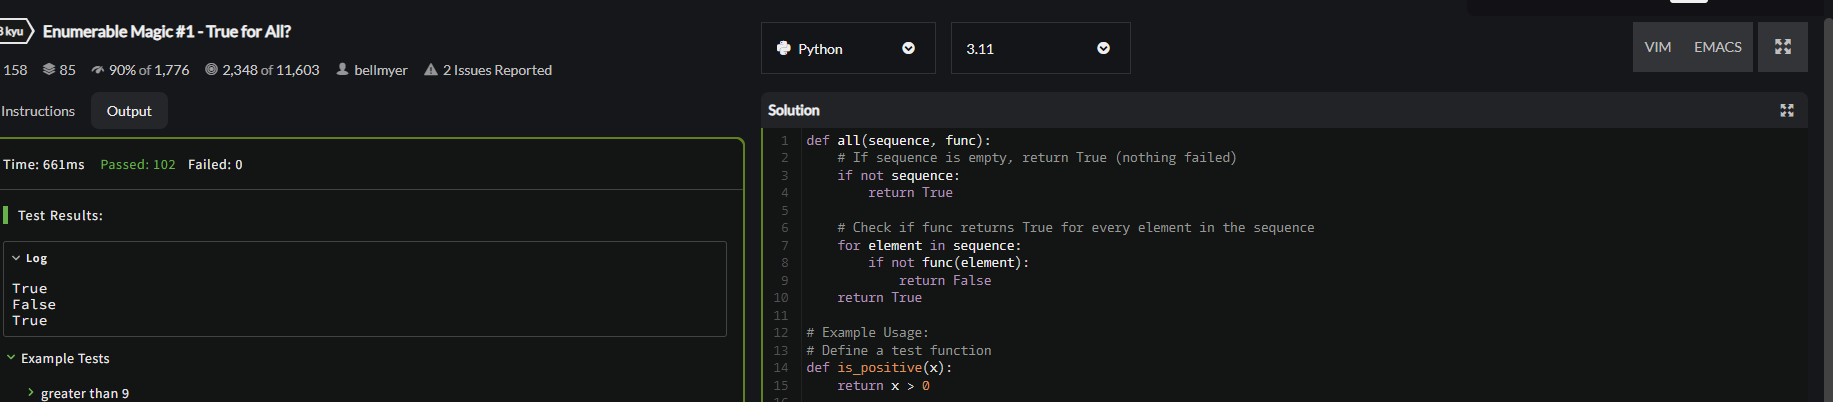 kyu Enumerable Magic #1 - True for All?
158 85 90% of 1,776 2,348 of 11,603 bellmyer 2 Issues Reported
Instructions Output
Time: 661ms Passed: 102 Failed: 0
Test Results:
Log
True
False
True
Example Tests
greater than 9
Python 3.11 VIM EMACS
Solution
1 def all(sequence, func):
2     # If sequence is empty, return True (nothing failed)
3     if not sequence:
4         return True
5
6     # Check if func returns True for every element in the sequence
7     for element in sequence:
8         if not func(element):
9             return False
10     return True
11
12 # Example Usage:
13 # Define a test function
14 def is_positive(x):
15     return x > 0